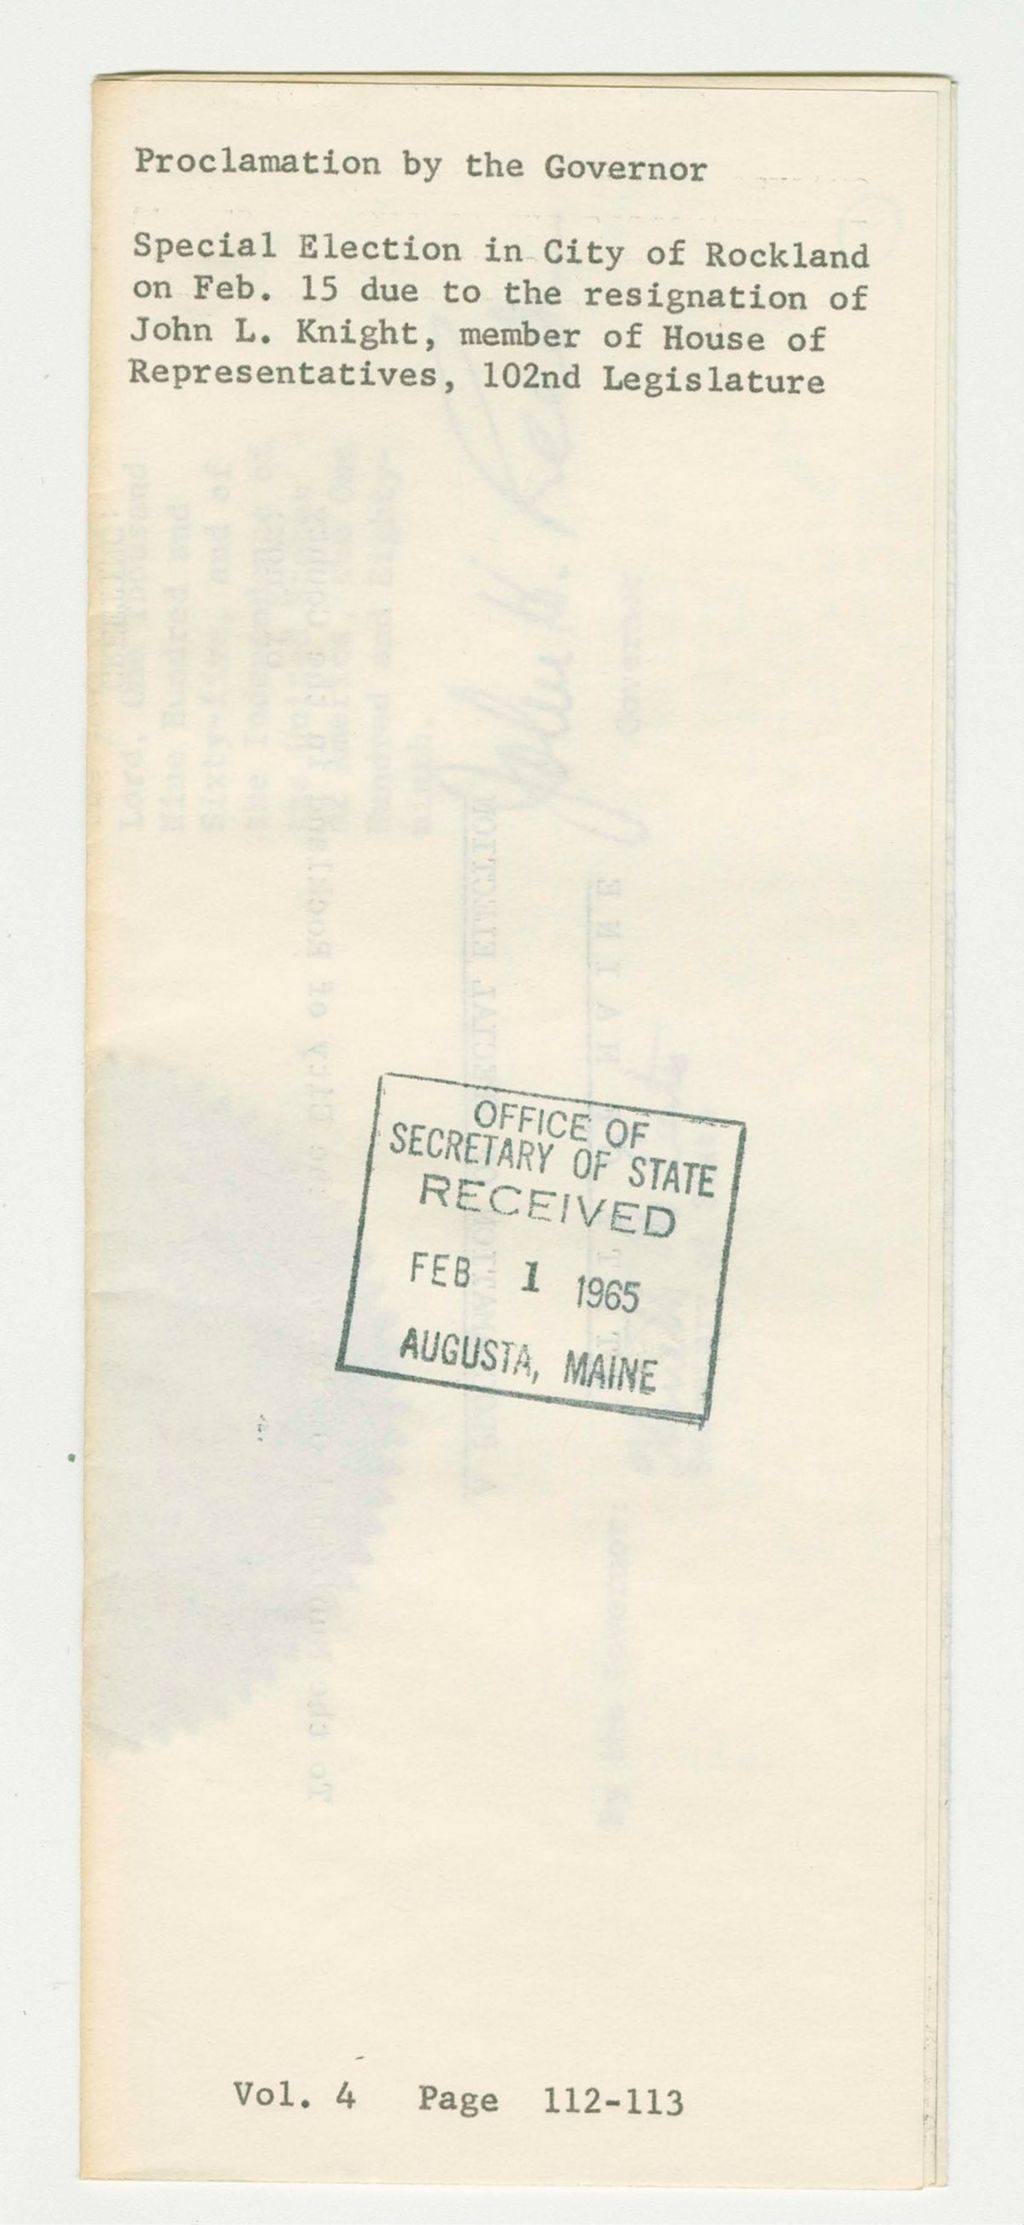 Proclamation by the Governor
Special Election in City of Rockland
on Feb. 15 due to the resignation of
John L. Knight, member of House of
Representatives, 102nd Legislature
OFFICE OF
SECRETARY OF STATE
RECEIVED
FEB 1 1965
AUGUSTA, MAINE
Vol. 4 Page 112-113